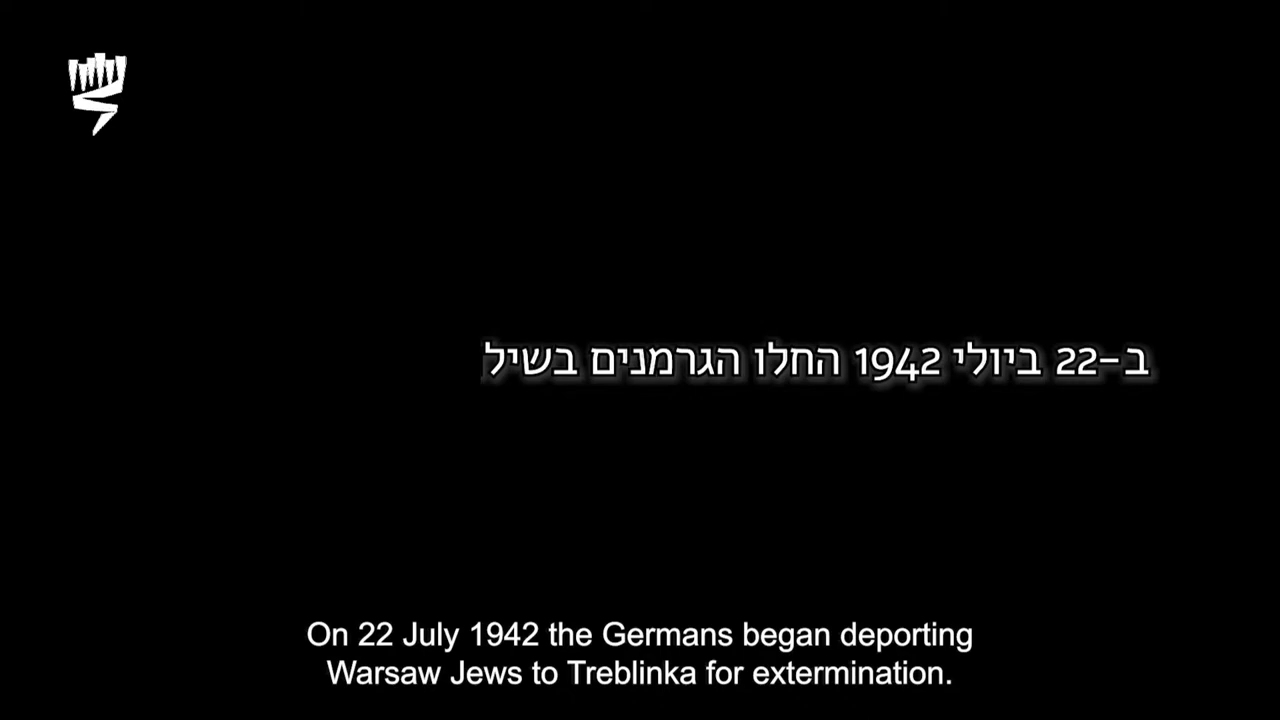 ב-22 ביולי 1942 החלו הגרמנים בשיל
On 22 July 1942 the Germans began deporting
Warsaw Jews to Treblinka for extermination.